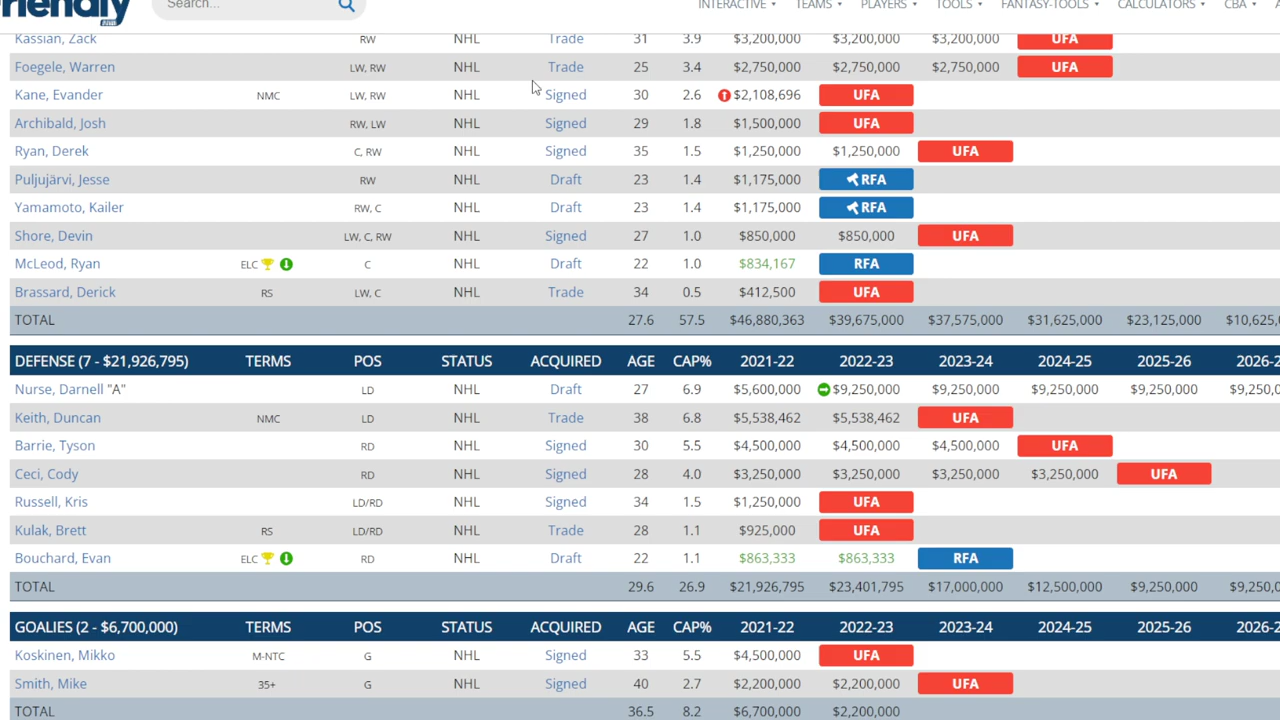 Friendly
Search... INTERACTIVE TEAMS PLAYERS TOOLS FANTASY-TOOLS CALCULATORS CBA
Kassian, Zack RW NHL Trade 31 3.9 $3,200,000 $3,200,000 $3,200,000 UFA
Foegele, Warren LW, RW NHL Trade 25 3.4 $2,750,000 $2,750,000 $2,750,000 UFA
Kane, Evander NMC LW, RW NHL Signed 30 2.6 $2,108,696 UFA
Archibald, Josh RW, LW NHL Signed 29 1.8 $1,500,000 UFA
Ryan, Derek C, RW NHL Signed 35 1.5 $1,250,000 $1,250,000 UFA
Puljujärvi, Jesse RW NHL Draft 23 1.4 $1,175,000 RFA
Yamamoto, Kailer RW, C NHL Draft 23 1.4 $1,175,000 RFA
Shore, Devin LW, C, RW NHL Signed 27 1.0 $850,000 $850,000 UFA
McLeod, Ryan ELC C NHL Draft 22 1.0 $834,167 RFA
Brassard, Derick RS LW, C NHL Trade 34 0.5 $412,500 UFA
TOTAL 27.6 57.5 $46,880,363 $39,675,000 $37,575,000 $31,625,000 $23,125,000 $10,625,
DEFENSE (7 - $21,926,795) TERMS POS STATUS ACQUIRED AGE CAP% 2021-22 2022-23 2023-24 2024-25 2025-26 2026-2
Nurse, Darnell "A" LD NHL Draft 27 6.9 $5,600,000 $9,250,000 $9,250,000 $9,250,000 $9,250,000 $9,250,0
Keith, Duncan NMC LD NHL Trade 38 6.8 $5,538,462 $5,538,462 UFA
Barrie, Tyson RD NHL Signed 30 5.5 $4,500,000 $4,500,000 $4,500,000 UFA
Ceci, Cody RD NHL Signed 28 4.0 $3,250,000 $3,250,000 $3,250,000 $3,250,000 UFA
Russell, Kris LD/RD NHL Signed 34 1.5 $1,250,000 UFA
Kulak, Brett RS LD/RD NHL Trade 28 1.1 $925,000 UFA
Bouchard, Evan ELC RD NHL Draft 22 1.1 $863,333 $863,333 RFA
TOTAL 29.6 26.9 $21,926,795 $23,401,795 $17,000,000 $12,500,000 $9,250,000 $9,250,0
GOALIES (2 - $6,700,000) TERMS POS STATUS ACQUIRED AGE CAP% 2021-22 2022-23 2023-24 2024-25 2025-26 2026-2
Koskinen, Mikko M-NTC G NHL Signed 33 5.5 $4,500,000 UFA
Smith, Mike 35+ G NHL Signed 40 2.7 $2,200,000 $2,200,000 UFA
TOTAL 36.5 8.2 $6,700,000 $2,200,000